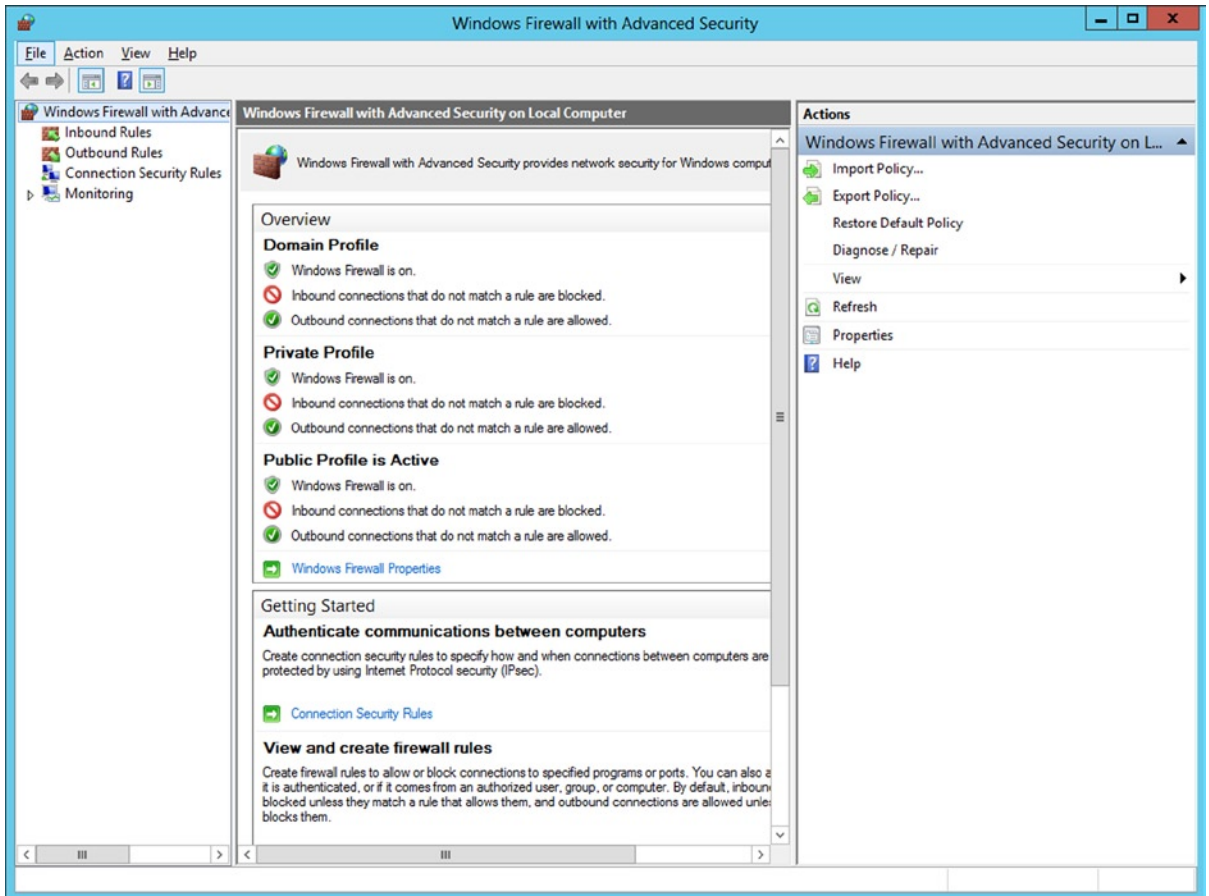 Windows Firewall with Advanced Security
File Action View Help
Windows Firewall with Advance
Inbound Rules
Outbound Rules
Connection Security Rules
Monitoring
Windows Firewall with Advanced Security on Local Computer
Windows Firewall with Advanced Security provides network security for Windows comput
Overview
Domain Profile
Windows Firewall is on.
Inbound connections that do not match a rule are blocked.
Outbound connections that do not match a rule are allowed.
Private Profile
Windows Firewall is on.
Inbound connections that do not match a rule are blocked.
Outbound connections that do not match a rule are allowed.
Public Profile is Active
Windows Firewall is on.
Inbound connections that do not match a rule are blocked.
Outbound connections that do not match a rule are allowed.
Windows Firewall Properties
Getting Started
Authenticate communications between computers
Create connection security rules to specify how and when connections between computers are
protected by using Internet Protocol security (IPsec).
Connection Security Rules
View and create firewall rules
Create firewall rules to allow or block connections to specified programs or ports. You can also a
it is authenticated, or if it comes from an authorized user, group, or computer. By default, inboun
blocked unless they match a rule that allows them, and outbound connections are allowed unle
blocks them.
Actions
Windows Firewall with Advanced Security on L...
Import Policy...
Export Policy...
Restore Default Policy
Diagnose / Repair
View
Refresh
Properties
Help